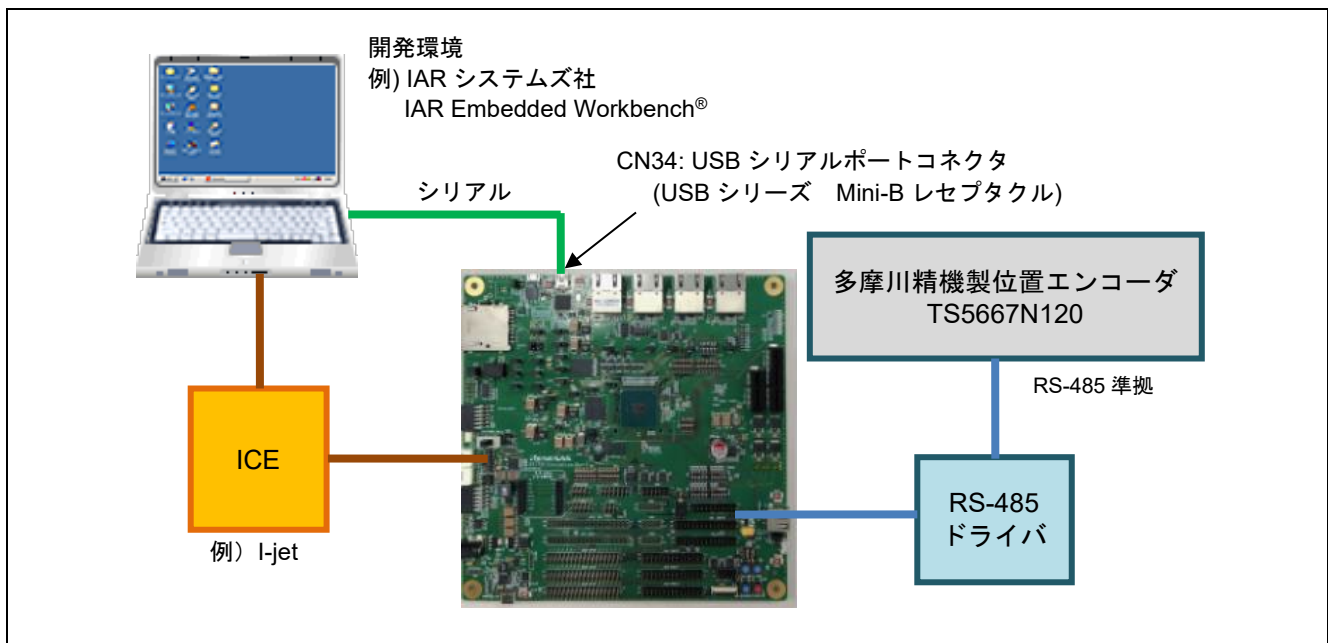 開発環境
例) IAR システムズ社
IAR Embedded Workbench®
CN34: USB シリアルポートコネクタ
(USB シリーズ　Mini-B レセプタクル)
シリアル
多摩川精機製位置エンコーダ
TS5667N120
RS-485 準拠
ICE
例）I-jet
RS-485
ドライバ